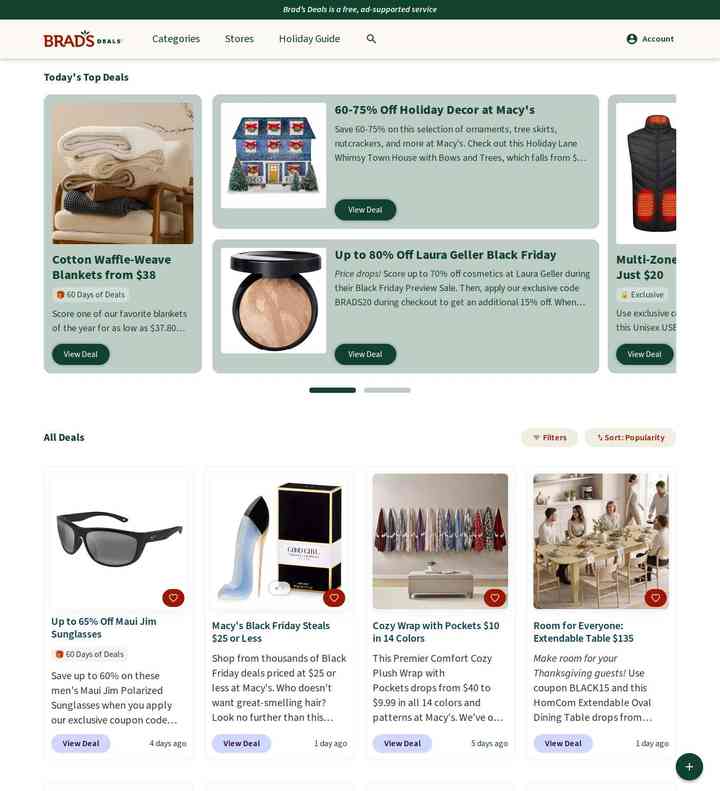 Brad's Deals is a free, ad-supported service
BRAD'S DEALS
Categories
Stores
Holiday Guide
Account
Today's Top Deals
Cotton Waffle-Weave
Blankets from $38
60 Days of Deals
Score one of our favorite blankets
of the year for as low as $37.80…
View Deal
60-75% Off Holiday Decor at Macy's
Save 60-75% on this selection of ornaments, tree skirts,
nutcrackers, and more at Macy's. Check out this Holiday Lane
Whimsy Town House with Bows and Trees, which falls from $…
View Deal
Up to 80% Off Laura Geller Black Friday
Price drops! Score up to 70% off cosmetics at Laura Geller during
their Black Friday Preview Sale. Then, apply our exclusive code
BRADS20 during checkout to get an additional 15% off. When…
View Deal
Multi-Zone
Just $20
Exclusive
Use exclusive c
this Unisex USB
View Deal
All Deals
Filters
Sort: Popularity
Up to 65% Off Maui Jim
Sunglasses
60 Days of Deals
Save up to 60% on these
men's Maui Jim Polarized
Sunglasses when you apply
our exclusive coupon code…
View Deal
4 days ago
GOOD GIRL
Macy's Black Friday Steals
$25 or Less
Shop from thousands of Black
Friday deals priced at $25 or
less at Macy's. Who doesn't
want great-smelling hair?
Look no further than this…
View Deal
1 day ago
Cozy Wrap with Pockets $10
in 14 Colors
This Premier Comfort Cozy
Plush Wrap with
Pockets drops from $40 to
$9.99 in all 14 colors and
patterns at Macy's. We've o…
View Deal
5 days ago
Room for Everyone:
Extendable Table $135
Make room for your
Thanksgiving guests! Use
coupon BLACK15 and this
HomCom Extendable Oval
Dining Table drops from…
View Deal
1 day ago
+